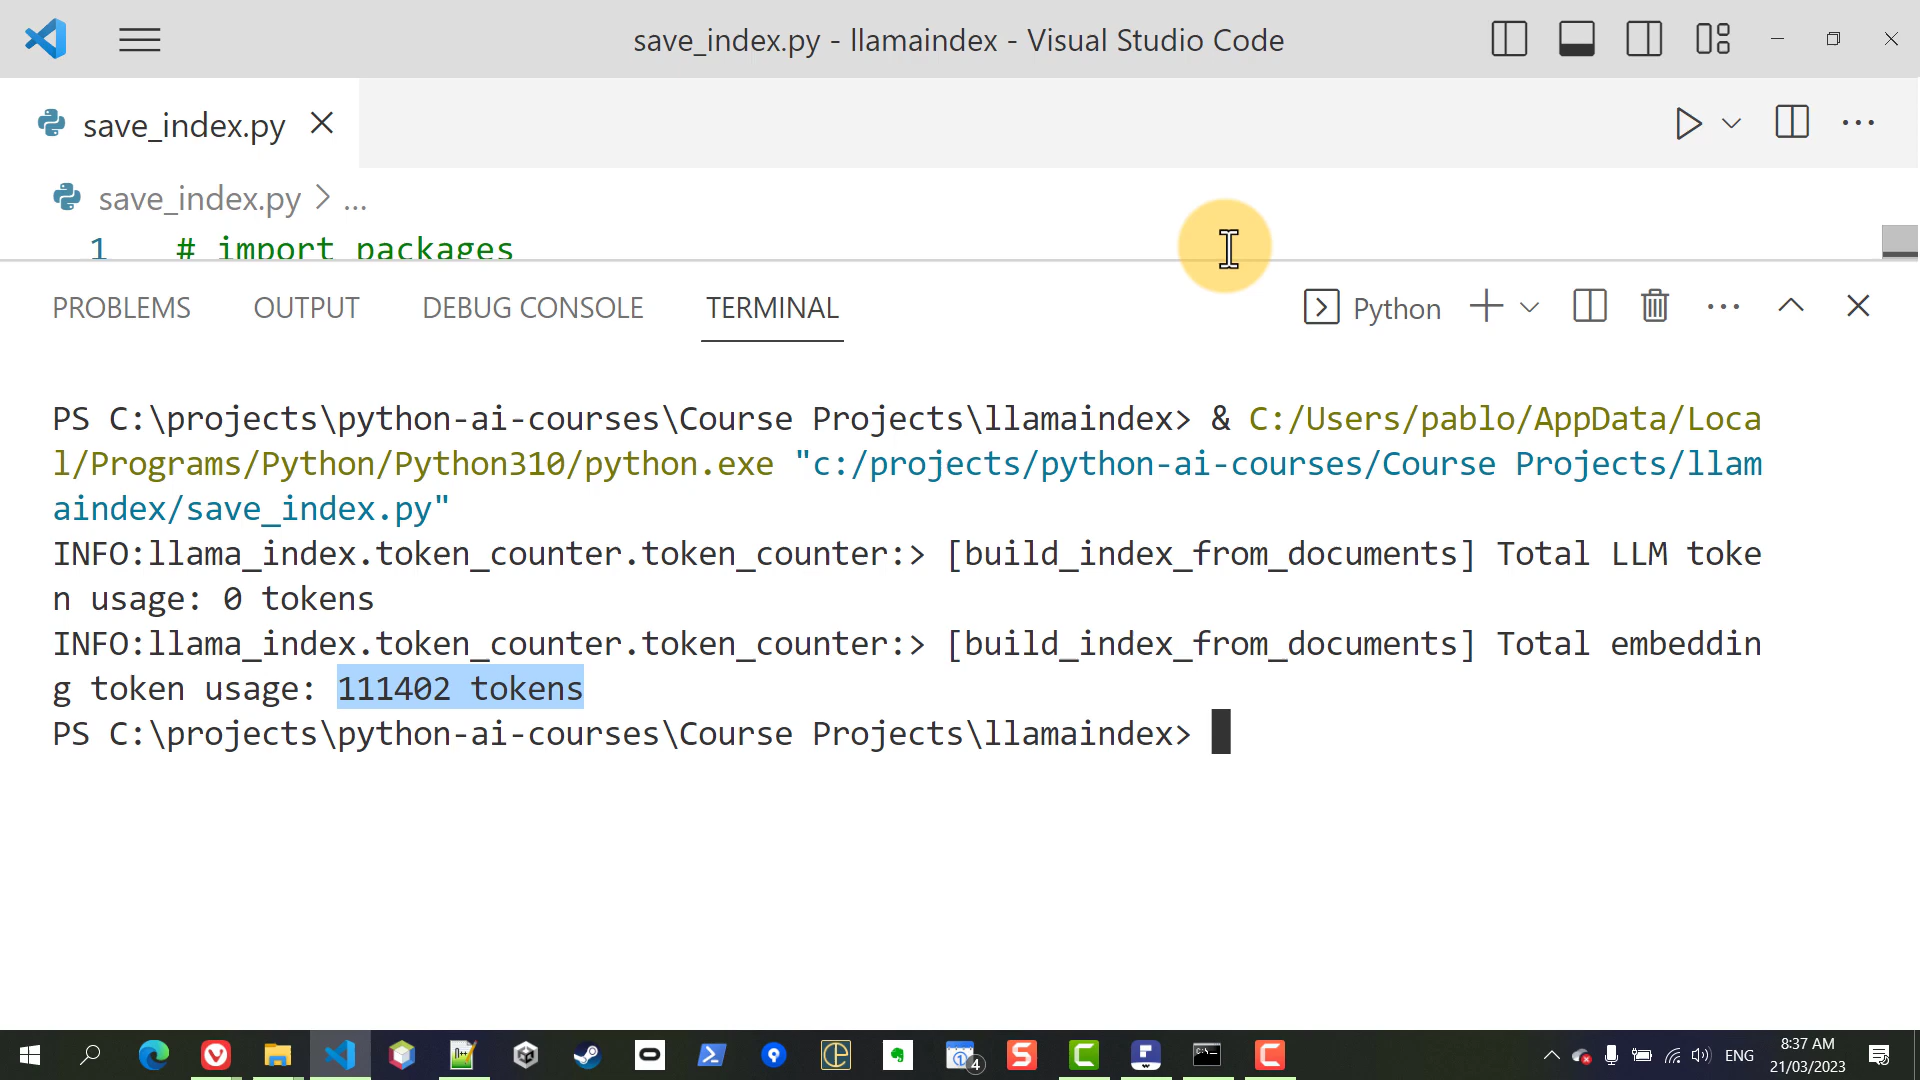 save_index.py - llamaindex - Visual Studio Code
save_index.py
save_index.py > ...
1 # import packages
PROBLEMS OUTPUT DEBUG CONSOLE TERMINAL Python
PS C:\projects\python-ai-courses\Course Projects\llamaindex> & C:/Users/pablo/AppData/Loca
l/Programs/Python/Python310/python.exe "c:/projects/python-ai-courses/Course Projects/llam
aindex/save_index.py"
INFO:llama_index.token_counter.token_counter:> [build_index_from_documents] Total LLM toke
n usage: 0 tokens
INFO:llama_index.token_counter.token_counter:> [build_index_from_documents] Total embeddin
g token usage: 111402 tokens
PS C:\projects\python-ai-courses\Course Projects\llamaindex>
4 ENG 8:37 AM
21/03/2023